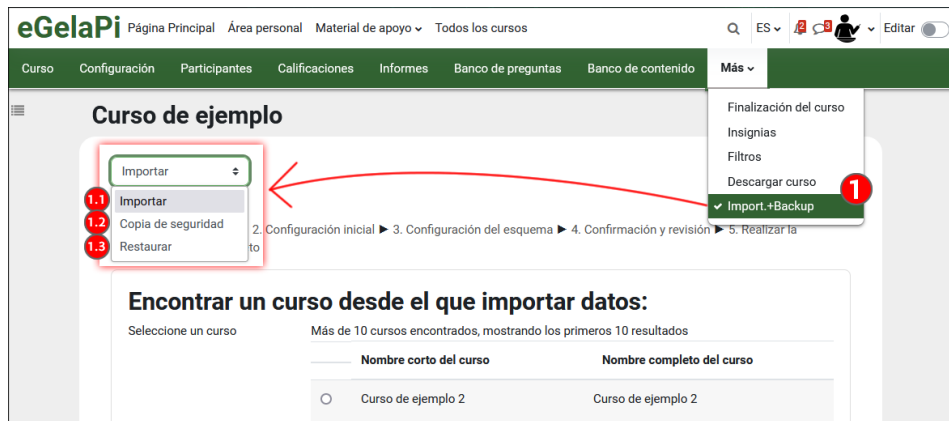 eGelaPi Página Principal Área personal Material de apoyo Todos los cursos ES 2 3 Editar
Curso Configuración Participantes Calificaciones Informes Banco de preguntas Banco de contenido Más
Finalización del curso
Insignias
Filtros
Descargar curso
1
Import.+Backup
Curso de ejemplo
Importar
1.1 Importar
1.2 Copia de seguridad
1.3 Restaurar
2. Configuración inicial ► 3. Configuración del esquema ► 4. Confirmación y revisión ► 5. Realizar la
to
Encontrar un curso desde el que importar datos:
Seleccione un curso Más de 10 cursos encontrados, mostrando los primeros 10 resultados
Nombre corto del curso Nombre completo del curso
Curso de ejemplo 2 Curso de ejemplo 2